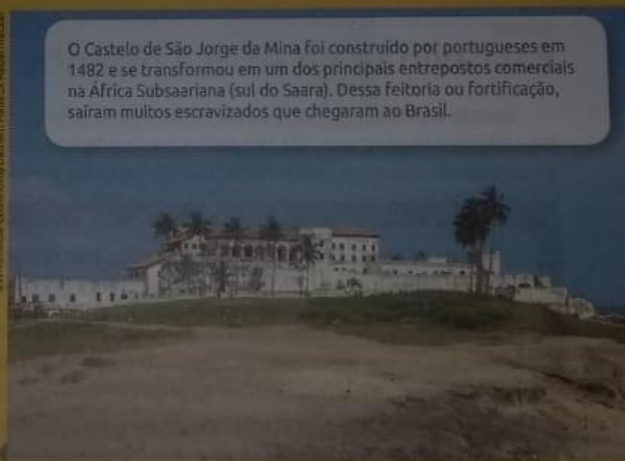 O Castelo de São Jorge da Mina foi construído por portugueses em
1482 e se transformou em um dos principais entrepostos comerciais
na África Subsaariana (sul do Saara). Dessa feitoria ou fortificação,
saíram muitos escravizados que chegaram ao Brasil.